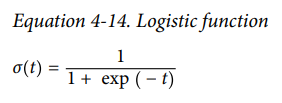 Equation 4-14. Logistic function
σ(t) = 1 / 1 + exp ( − t)